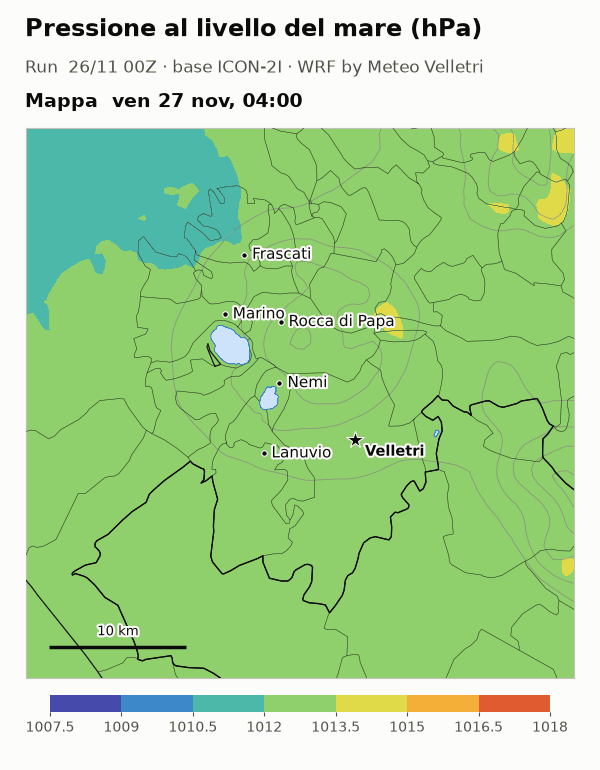 Pressione al livello del mare (hPa)
Run  26/11 00Z · base ICON-2I · WRF by Meteo Velletri
Mappa  ven 27 nov, 04:00
Frascati
Marino
Rocca di Papa
Nemi
Velletri
Lanuvio
10 km
1007.5 1009 1010.5 1012 1013.5 1015 1016.5 1018